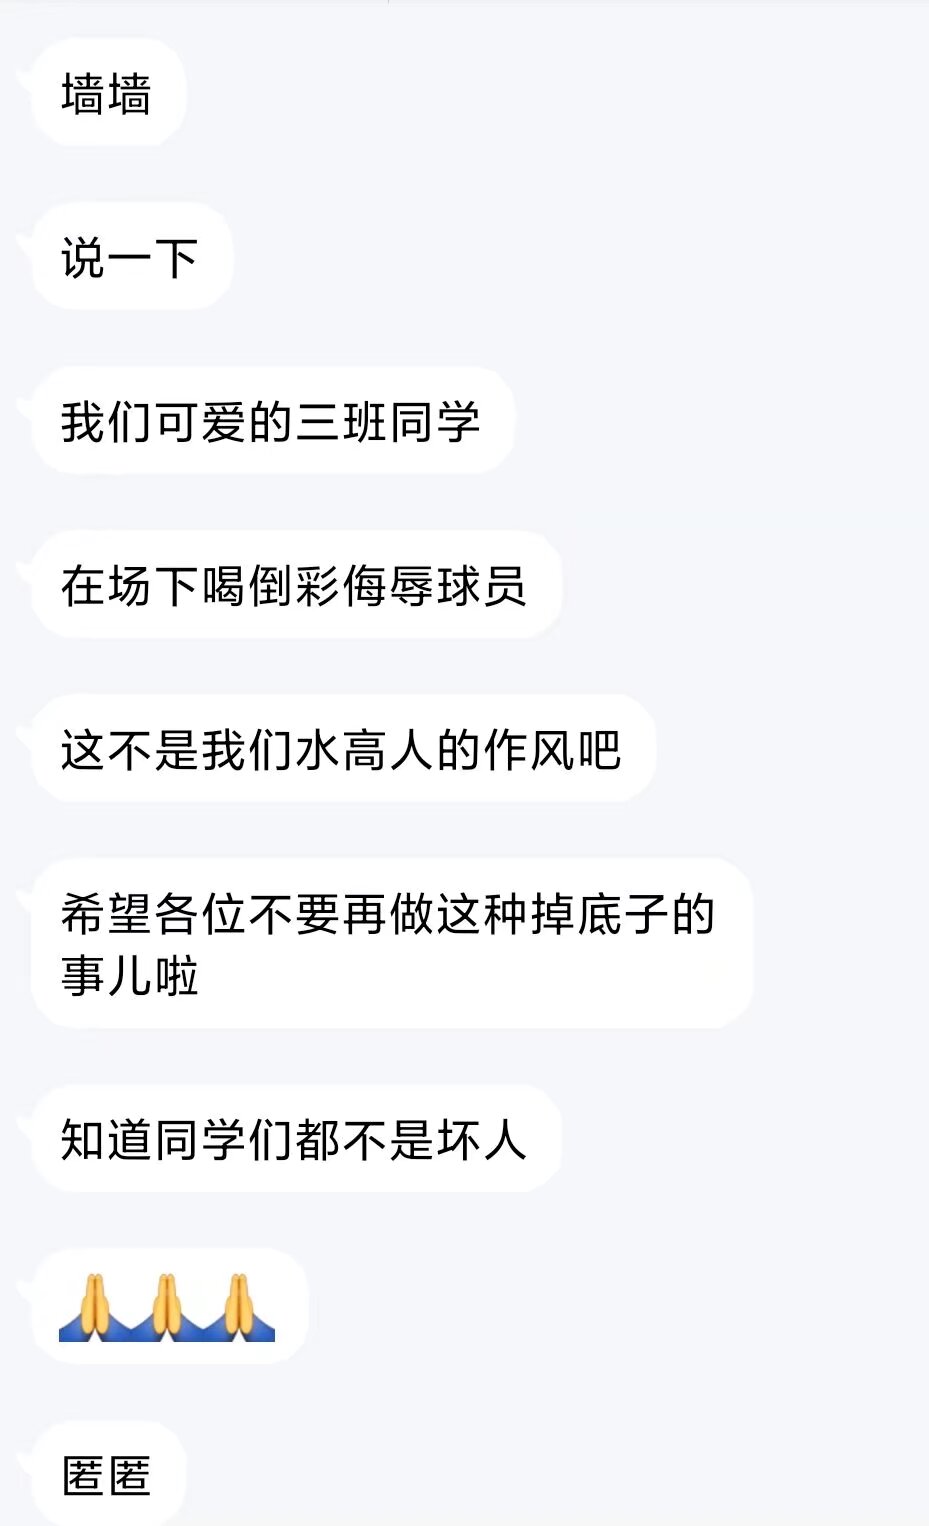 墙墙
说一下
我们可爱的三班同学
在场下喝倒彩侮辱球员
这不是我们水高人的作风吧
希望各位不要再做这种掉底子的
事儿啦
知道同学们都不是坏人
🙏🙏🙏
匿匿